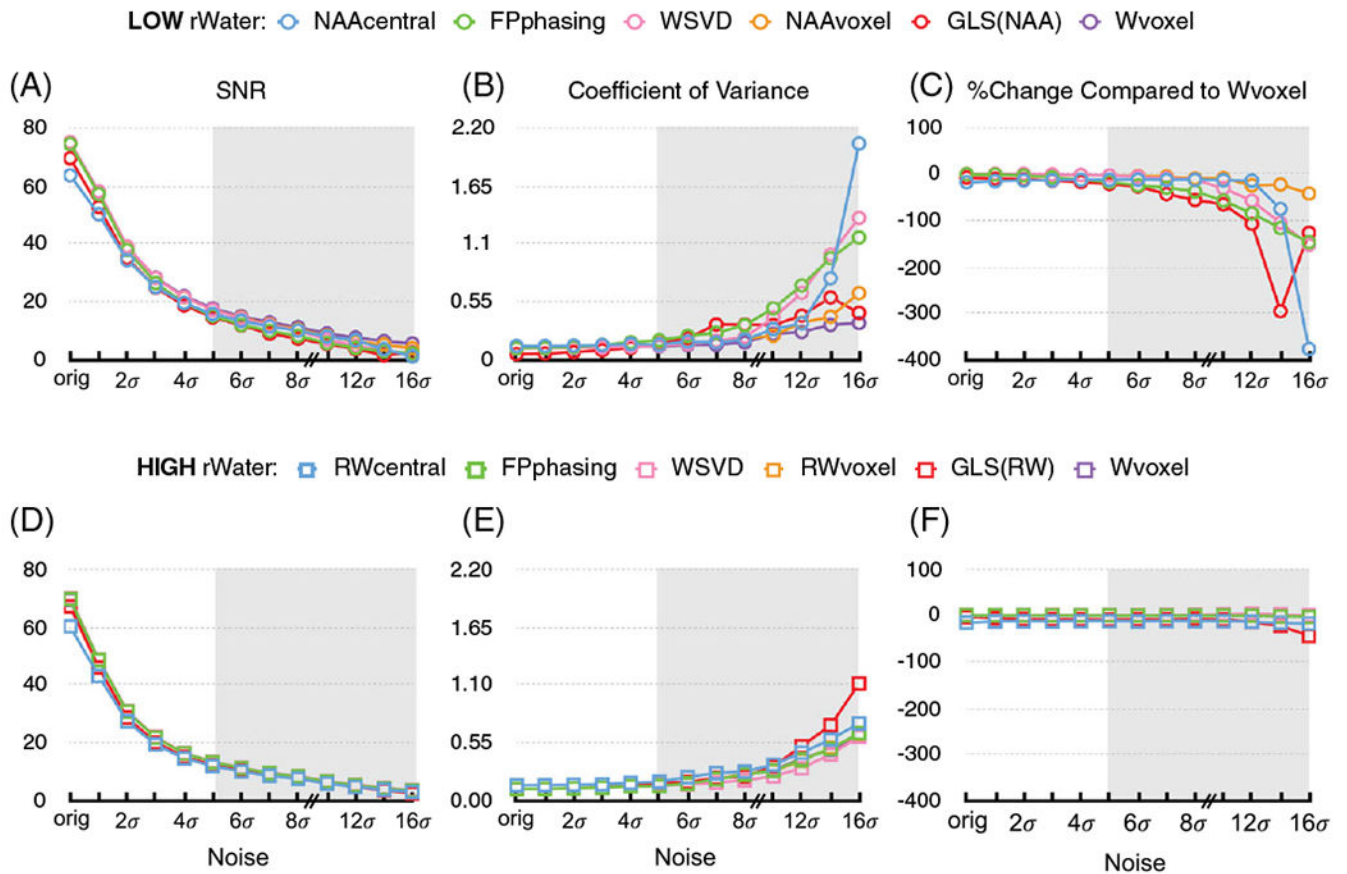 LOW rWater: NAAcentral FPphasing WSVD NAAvoxel GLS(NAA) Wvoxel
(A) SNR
(B) Coefficient of Variance
(C) %Change Compared to Wvoxel
80
60
40
20
0
orig 2σ 4σ 6σ 8σ 12σ 16σ
2.20
1.65
1.1
0.55
0
orig 2σ 4σ 6σ 8σ 12σ 16σ
100
0
-100
-200
-300
-400
orig 2σ 4σ 6σ 8σ 12σ 16σ
HIGH rWater: RWcentral FPphasing WSVD RWvoxel GLS(RW) Wvoxel
(D)
(E)
(F)
80
60
40
20
0
orig 2σ 4σ 6σ 8σ 12σ 16σ
Noise
2.20
1.65
1.10
0.55
0.00
orig 2σ 4σ 6σ 8σ 12σ 16σ
Noise
100
0
-100
-200
-300
-400
orig 2σ 4σ 6σ 8σ 12σ 16σ
Noise